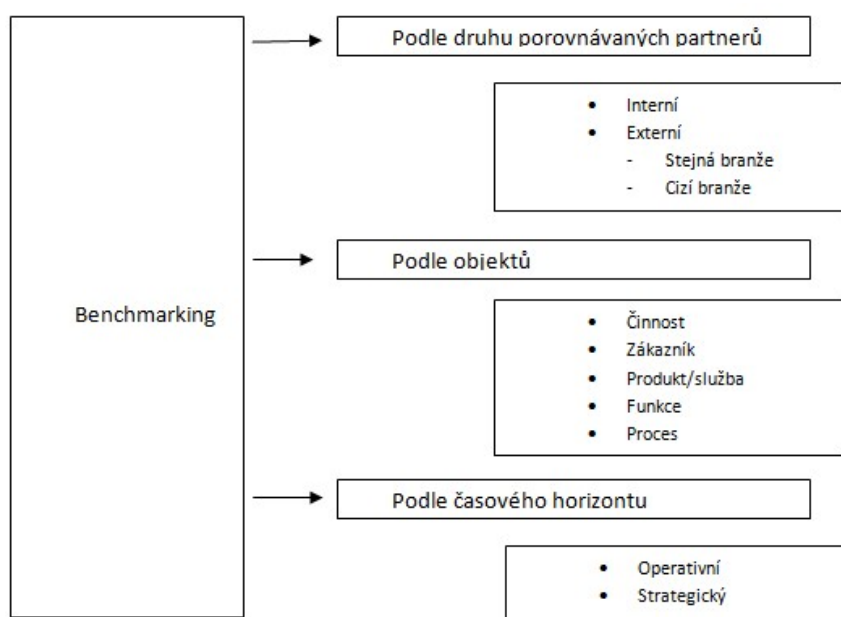 Benchmarking
Podle druhu porovnávaných partnerů
• Interní
• Externí
- Stejná branže
- Cizí branže
Podle objektů
• Činnost
• Zákazník
• Produkt/služba
• Funkce
• Proces
Podle časového horizontu
• Operativní
• Strategický